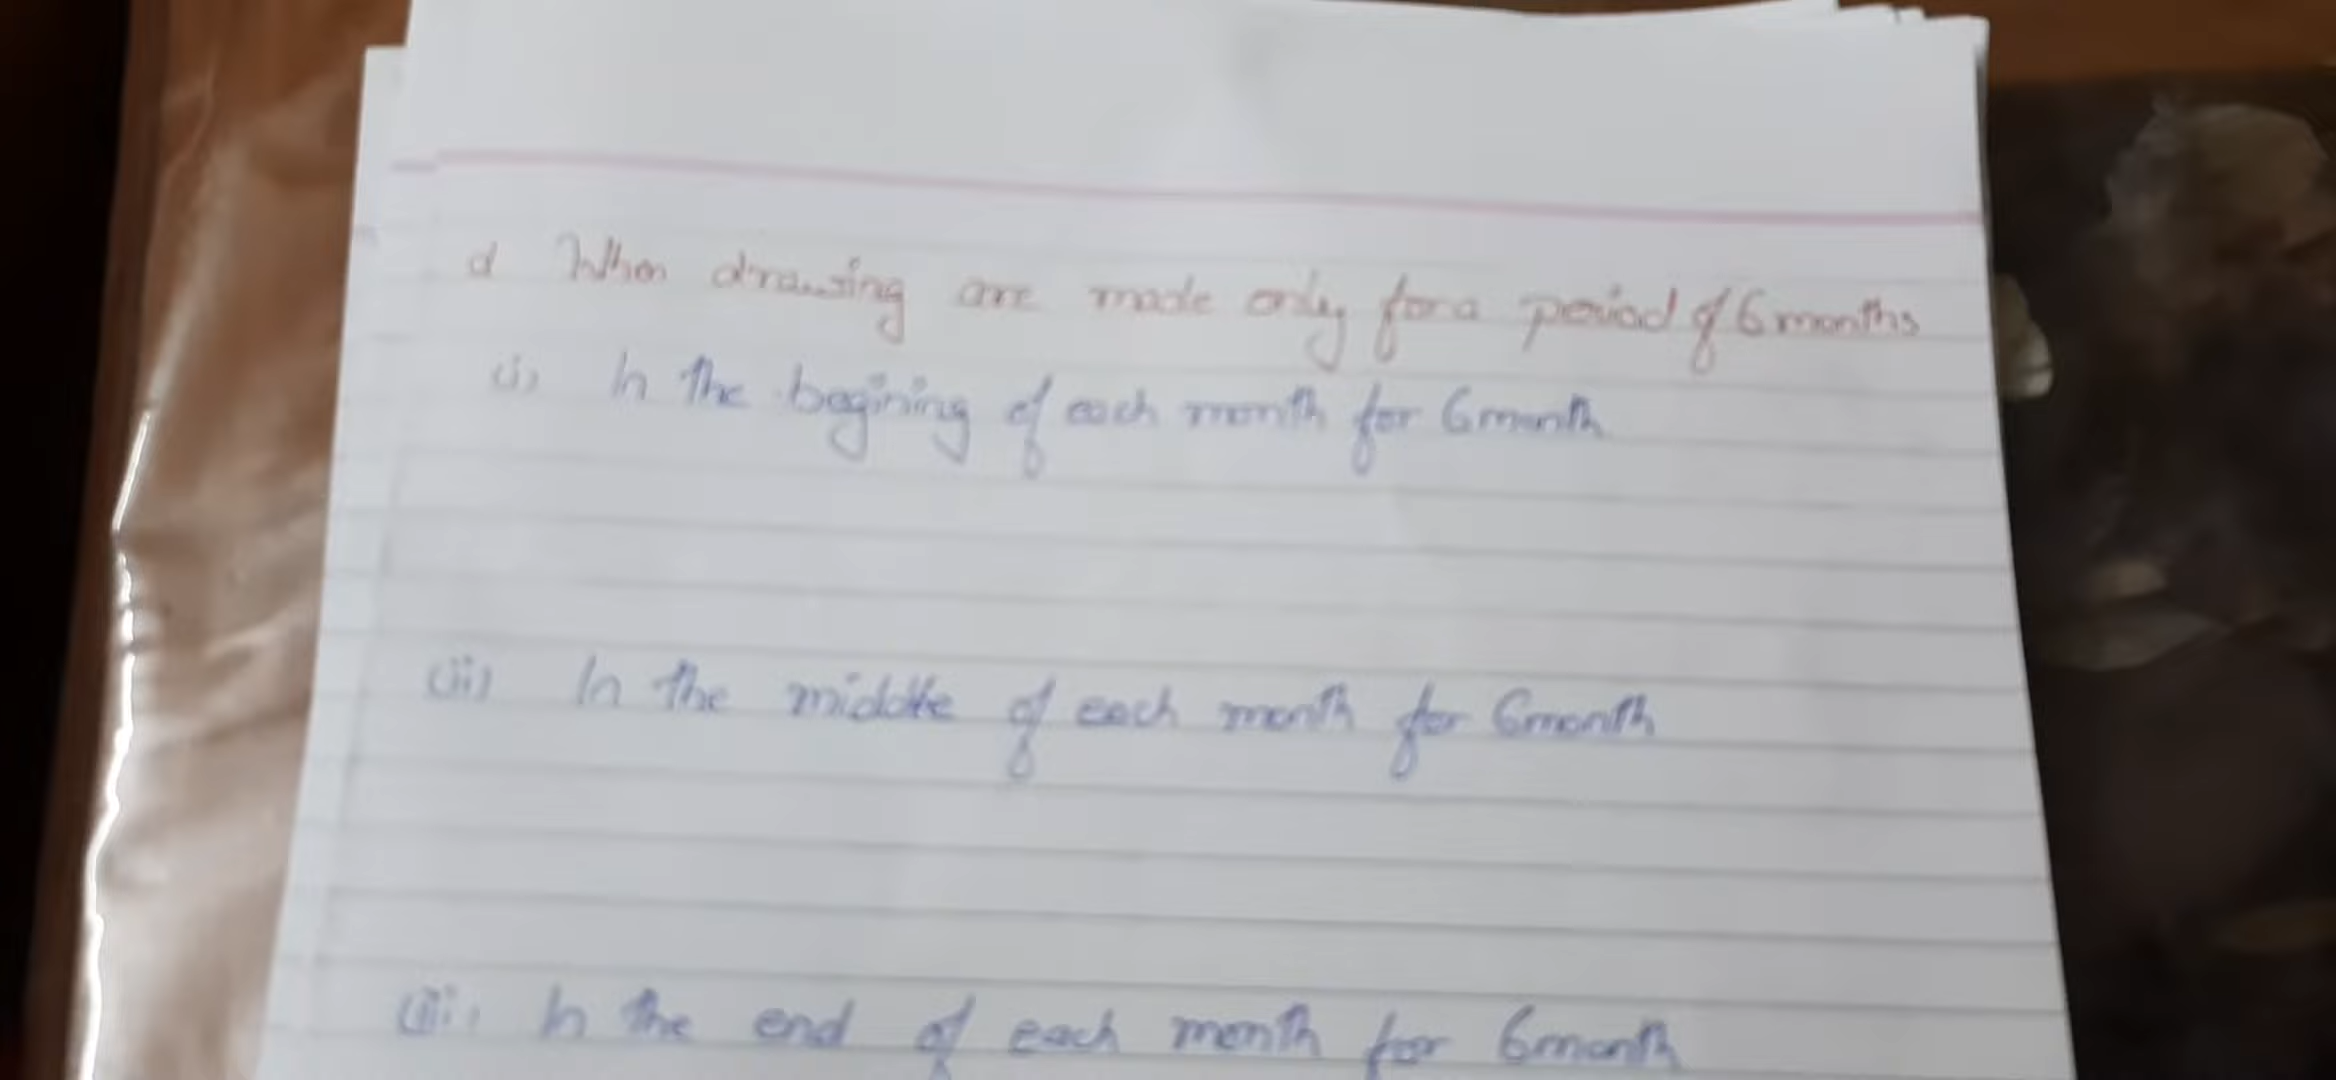 d When drawing are made only for a period of 6 months
(i) In the begining of each month for 6 month
(ii) In the middle of each month for 6 month
(iii) In the end of each month for 6 month